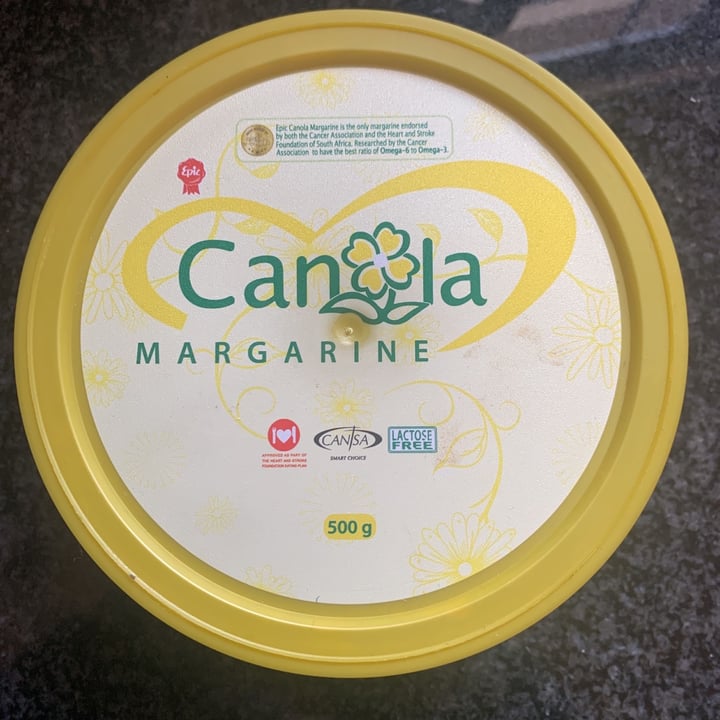 Epic Canola Margarine is the only margarine endorsed
by both the Cancer Association and the Heart and Stroke
Foundation of South Africa. Researched by the Cancer
Association to have the best ratio of Omega-6 to Omega-3.
Epic
Canola
MARGARINE
APPROVED AS PART OF
THE HEART AND STROKE
FOUNDATION EATING PLAN
CANSA
SMART CHOICE
LACTOSE
FREE
500 g